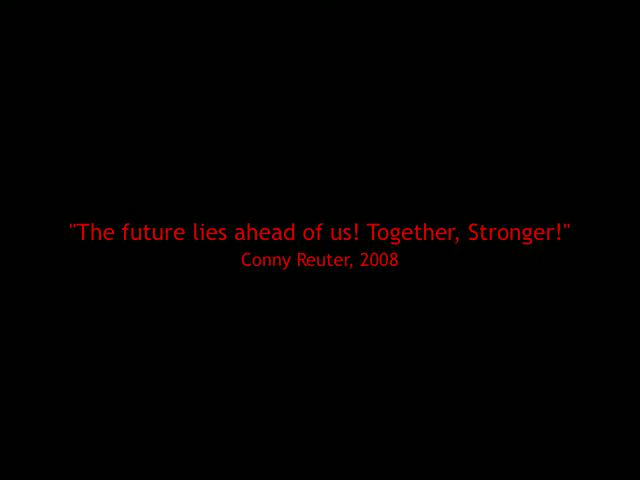 "The future lies ahead of us! Together, Stronger!"
Conny Reuter, 2008